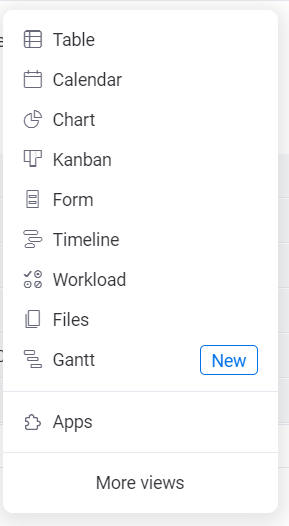 Table
Calendar
Chart
Kanban
Form
Timeline
Workload
Files
Gantt New
Apps
More views